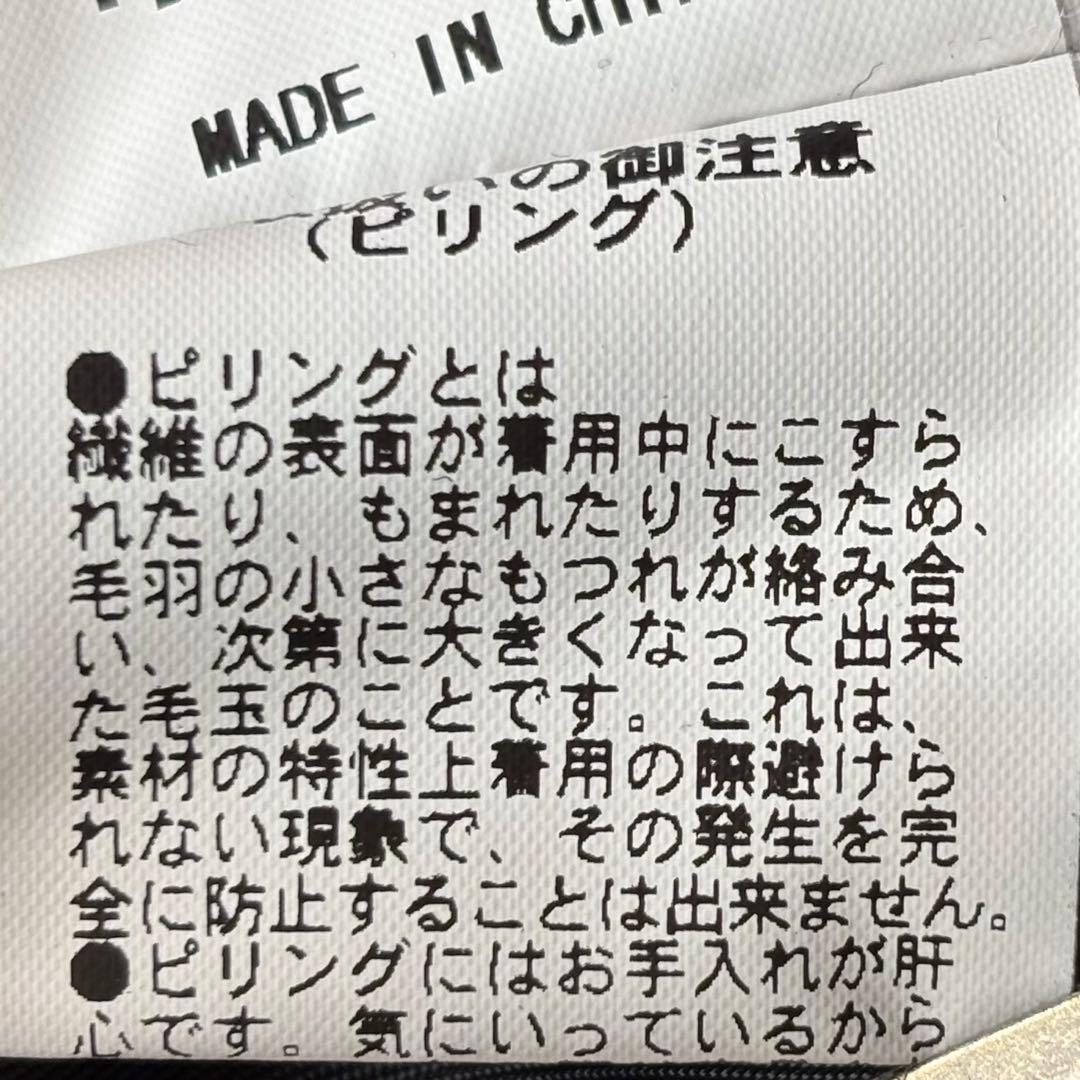 MADE IN
いの御注意
(ピリング)
●ピリングとは
繊維の表面が着用中にこすら
れたり、もまれたりするため、
毛羽の小さなもつれが絡み合
い、次第に大きくなって出来
た毛玉のことです。これは、
素材の特性上着用の際避けら
れない現象で、その発生を完
全に防止することは出来ません。
●ピリングにはお手入れが肝
心です。気にいっているから